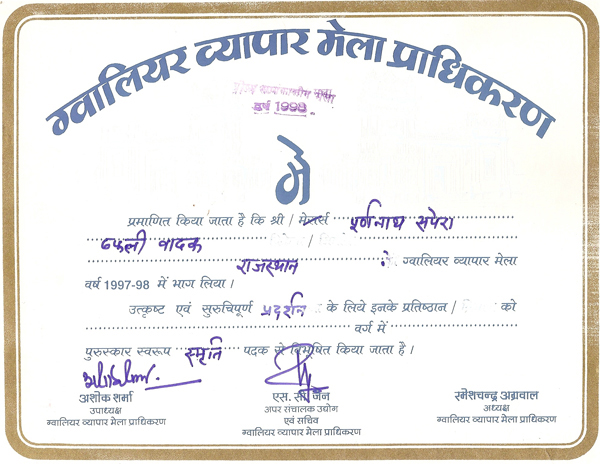 ग्वालियर व्यापार मेला प्राधिकरण
वर्ष 1998
मे
प्रमाणित किया जाता है कि श्री / मेसर्स पूर्णनाथ सपेरा
ढफली वादक
राजस्थान ने ग्वालियर व्यापार मेला
वर्ष 1997-98 में भाग लिया।
उत्कृष्ट एवं सुरुचिपूर्ण प्रदर्शन के लिये इनके प्रतिष्ठान / को
वर्ग में
पुरुस्कार स्वरूप स्मृति पदक से विभूषित किया जाता है।
अशोक शर्मा
उपाध्यक्ष
ग्वालियर व्यापार मेला प्राधिकरण
एस. सी. जैन
अपर संचालक उद्योग
एवं सचिव
ग्वालियर व्यापार मेला प्राधिकरण
रमेशचन्द्र अग्रवाल
अध्यक्ष
ग्वालियर व्यापार मेला प्राधिकरण